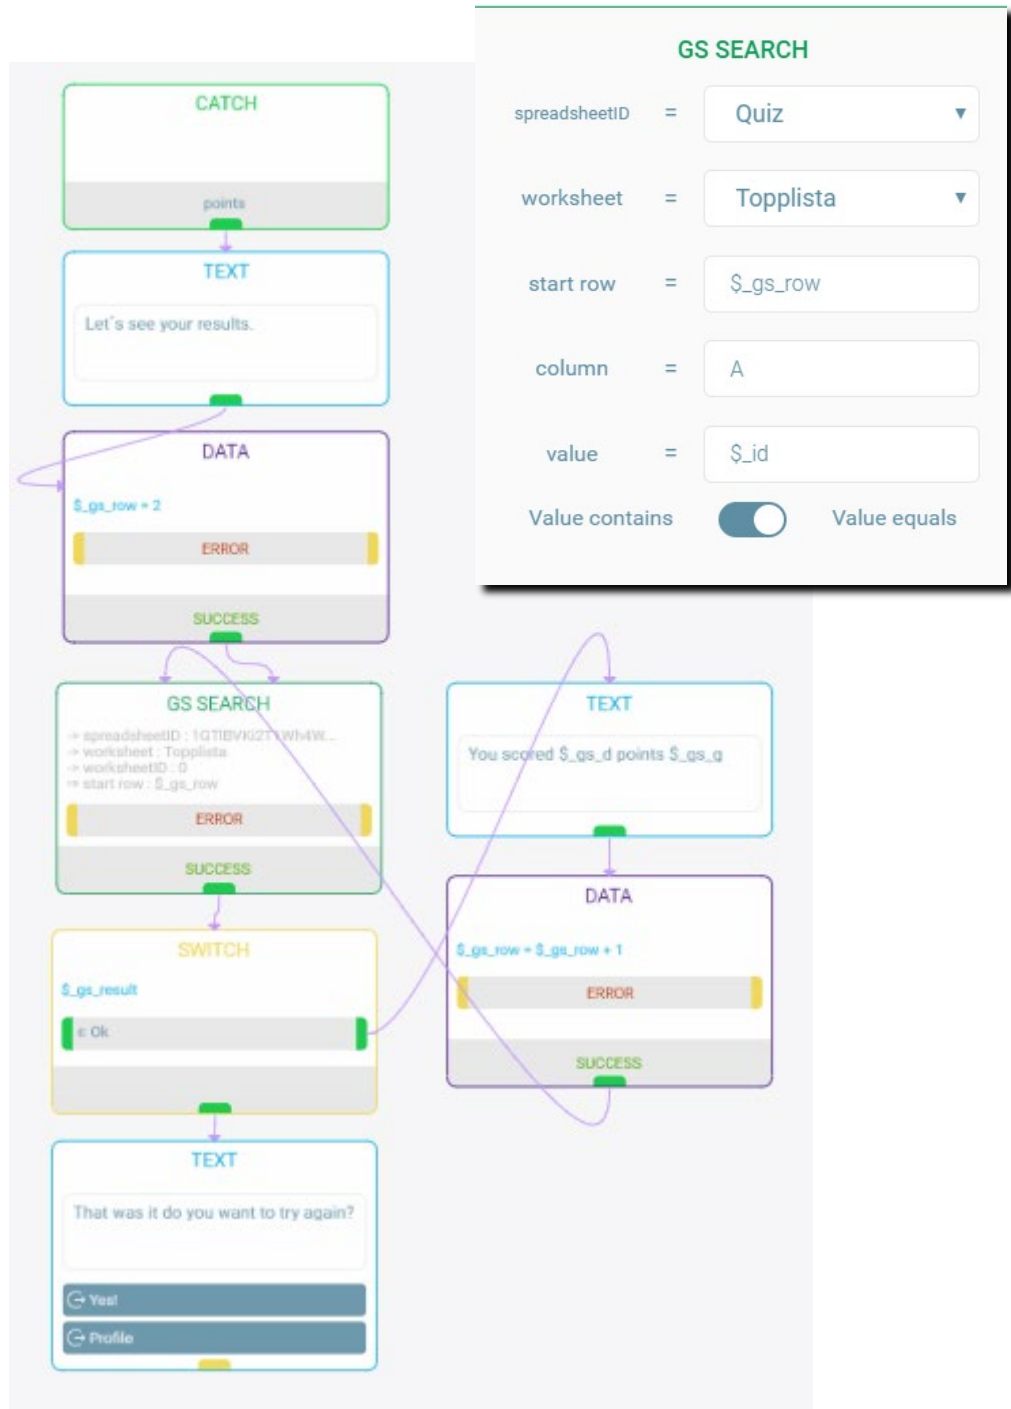 GS SEARCH
spreadsheetID = Quiz
worksheet = Topplista
start row = $_gs_row
column = A
value = $_id
Value contains Value equals
CATCH
points
TEXT
Let´s see your results.
DATA
$_gs_row = 2
ERROR
SUCCESS
GS SEARCH
-> spreadsheetID :
-> worksheet : Topplista
-> worksheetID : 0
-> start row : $_gs_row
ERROR
SUCCESS
SWITCH
$_gs_result
= Ok
TEXT
That was it do you want to try again?
Yes!
Profile
TEXT
You scored $_gs_d points $_gs_g
DATA
$_gs_row = $_gs_row + 1
ERROR
SUCCESS